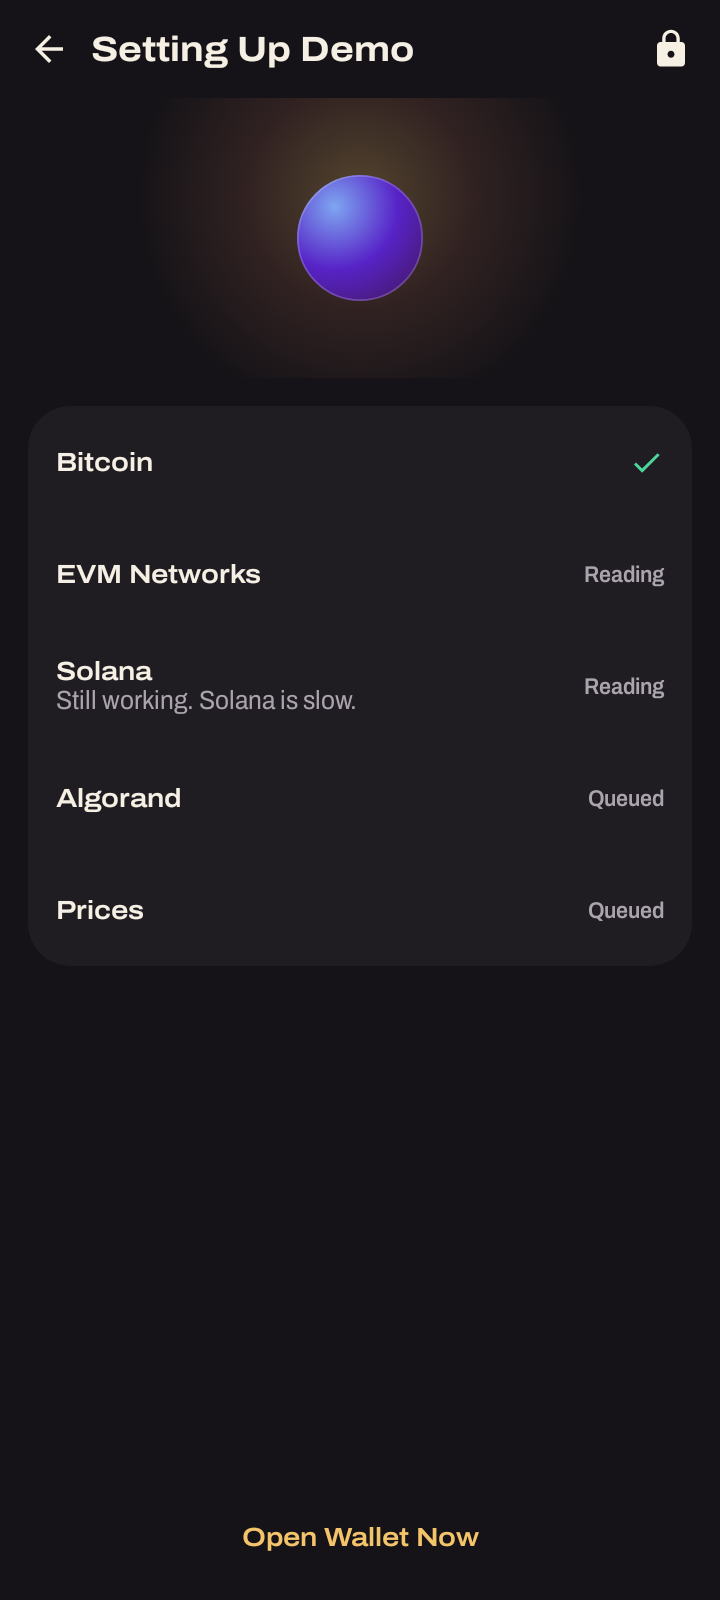 Setting Up Demo
Bitcoin
EVM Networks
Reading
Solana
Still working. Solana is slow.
Reading
Algorand
Queued
Prices
Queued
Open Wallet Now